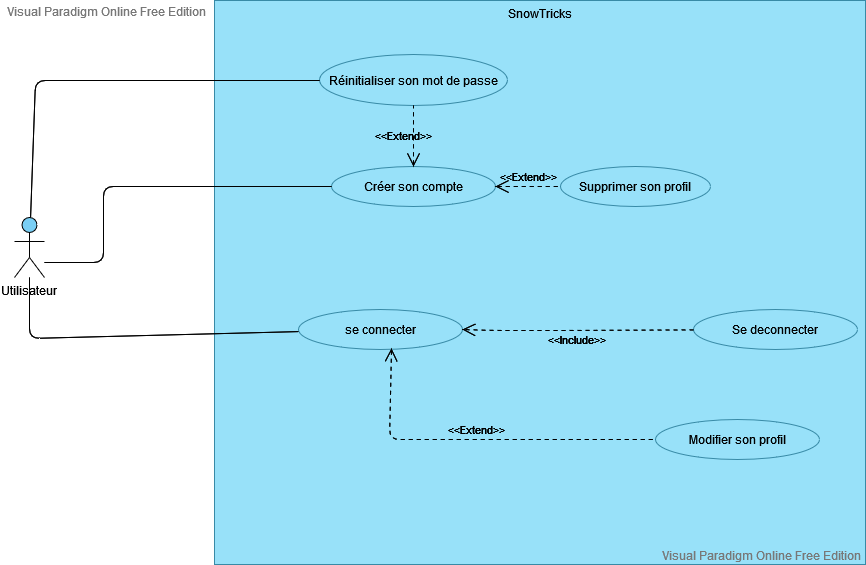 Visual Paradigm Online Free Edition
SnowTricks
Réinitialiser son mot de passe
<<Extend>>
Créer son compte
<<Extend>>
Supprimer son profil
Utilisateur
se connecter
<<Include>>
Se deconnecter
<<Extend>>
Modifier son profil
Visual Paradigm Online Free Edition